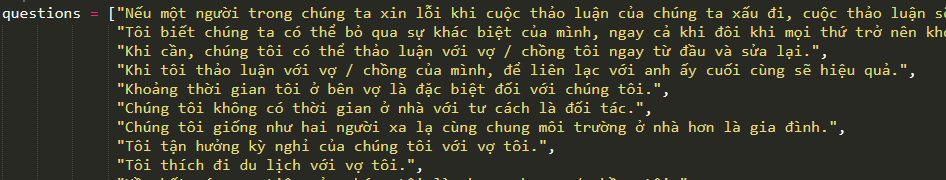 questions = ["Nếu một người trong chúng ta xin lỗi khi cuộc thảo luận của chúng ta xấu đi, cuộc thảo luận
"Tôi biết chúng ta có thể bỏ qua sự khác biệt của mình, ngay cả khi đôi khi mọi thứ trở nên
"Khi cần, chúng tôi có thể thảo luận với vợ / chồng tôi ngay từ đầu và sửa lại.",
"Khi tôi thảo luận với vợ / chồng của mình, để liên lạc với anh ấy cuối cùng sẽ hiệu quả.",
"Khoảng thời gian tôi ở bên vợ là đặc biệt đối với chúng tôi.",
"Chúng tôi không có thời gian ở nhà với tư cách là đối tác.",
"Chúng tôi giống như hai người xa lạ cùng chung môi trường ở nhà hơn là gia đình.",
"Tôi tận hưởng kỳ nghỉ của chúng tôi với vợ tôi.",
"Tôi thích đi du lịch với vợ tôi.",